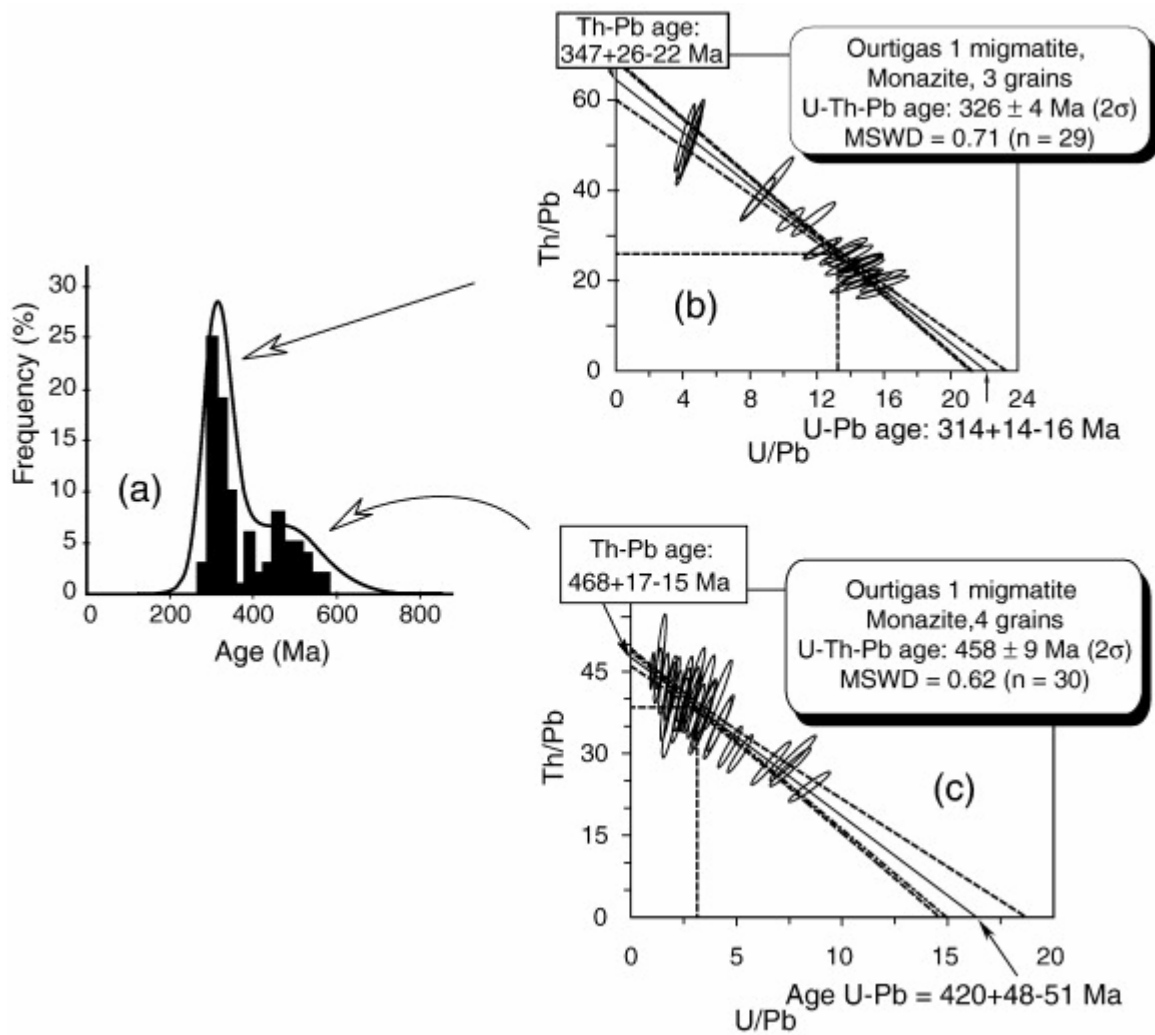 Frequency (%)
30
25
20
15
10
5
0
(a)
0
200
400
600
800
Age (Ma)
Th-Pb age:
347+26-22 Ma
Ourtigas 1 migmatite,
Monazite, 3 grains
U-Th-Pb age: 326 ± 4 Ma (2σ)
MSWD = 0.71 (n = 29)
Th/Pb
60
40
20
0
(b)
0
4
8
12
16
20
24
U-Pb age: 314+14-16 Ma
U/Pb
Th-Pb age:
468+17-15 Ma
Ourtigas 1 migmatite
Monazite,4 grains
U-Th-Pb age: 458 ± 9 Ma (2σ)
MSWD = 0.62 (n = 30)
Th/Pb
45
30
15
0
(c)
0
5
10
15
20
Age U-Pb = 420+48-51 Ma
U/Pb